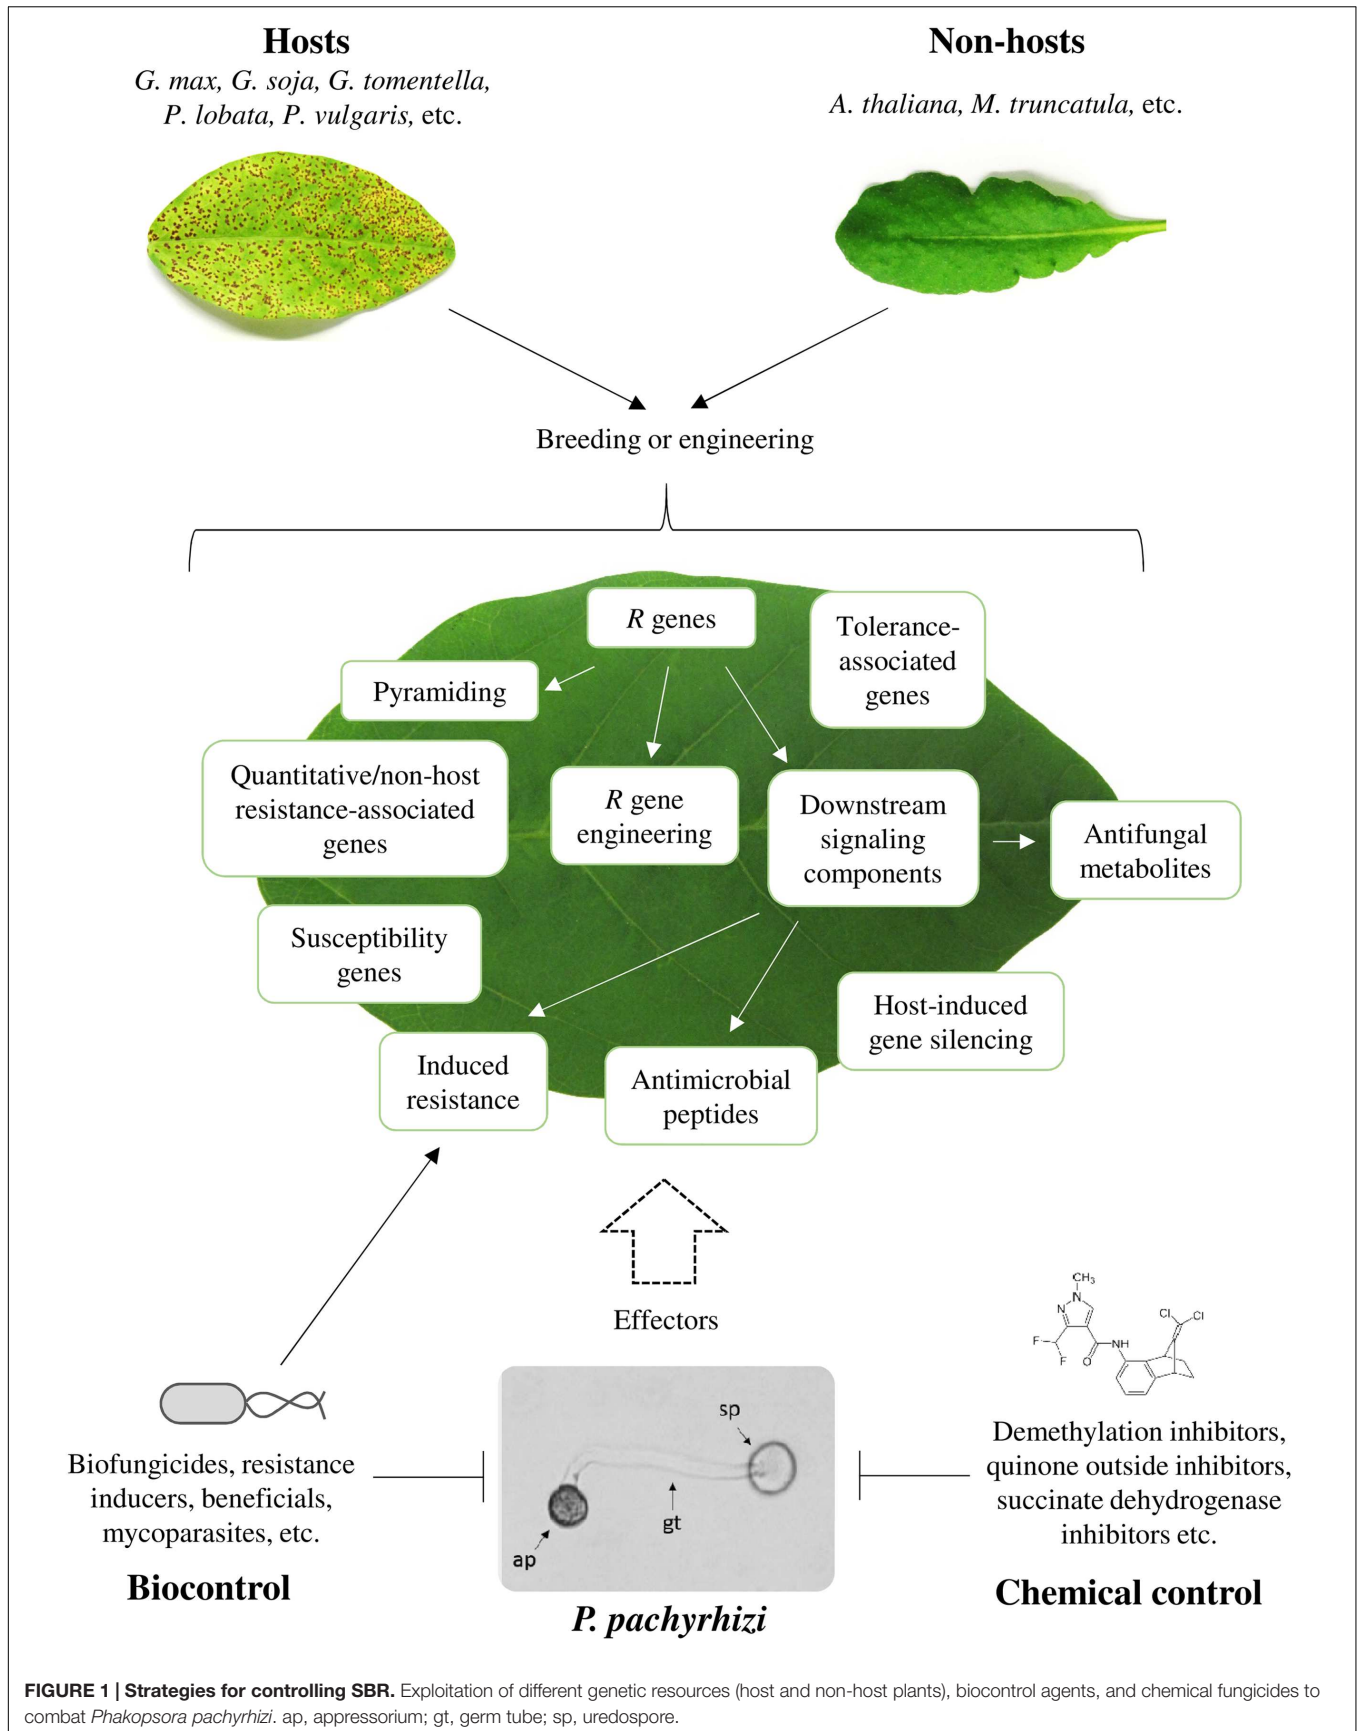 Hosts
G. max, G. soja, G. tomentella,
P. lobata, P. vulgaris, etc.
Non-hosts
A. thaliana, M. truncatula, etc.
Breeding or engineering
R genes
Tolerance-
associated
genes
Pyramiding
Quantitative/non-host
resistance-associated
genes
R gene
engineering
Downstream
signaling
components
Antifungal
metabolites
Susceptibility
genes
Host-induced
gene silencing
Induced
resistance
Antimicrobial
peptides
Effectors
CH3
N
N
F
F
O
NH
Cl
Cl
sp
gt
ap
Biofungicides, resistance
inducers, beneficials,
mycoparasites, etc.
Biocontrol
P. pachyrhizi
Demethylation inhibitors,
quinone outside inhibitors,
succinate dehydrogenase
inhibitors etc.
Chemical control
FIGURE 1 | Strategies for controlling SBR. Exploitation of different genetic resources (host and non-host plants), biocontrol agents, and chemical fungicides to
combat Phakopsora pachyrhizi. ap, appressorium; gt, germ tube; sp, uredospore.